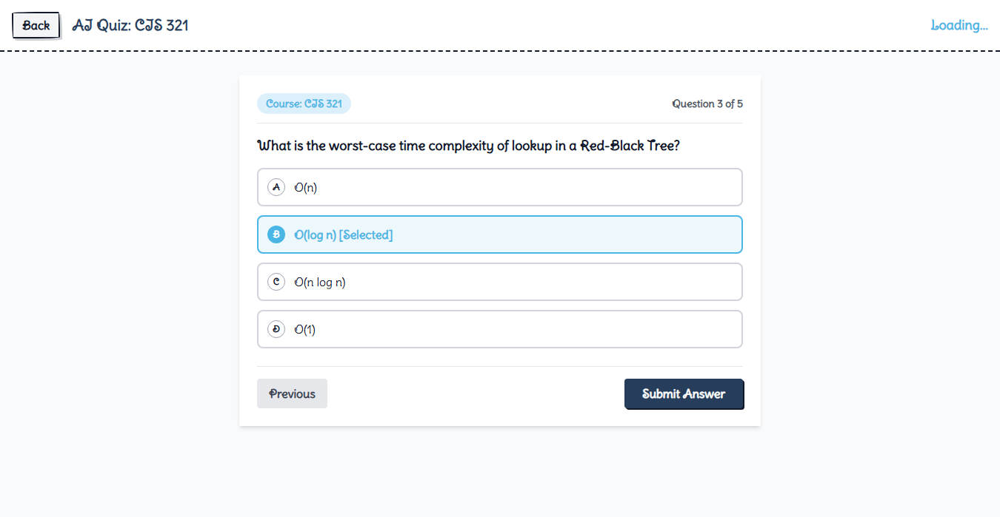 Back
AI Quiz: CIS 321
Loading...
Course: CIS 321
Question 3 of 5
What is the worst-case time complexity of lookup in a Red-Black Tree?
A O(n)
B O(log n) [Selected]
C O(n log n)
D O(1)
Previous
Submit Answer